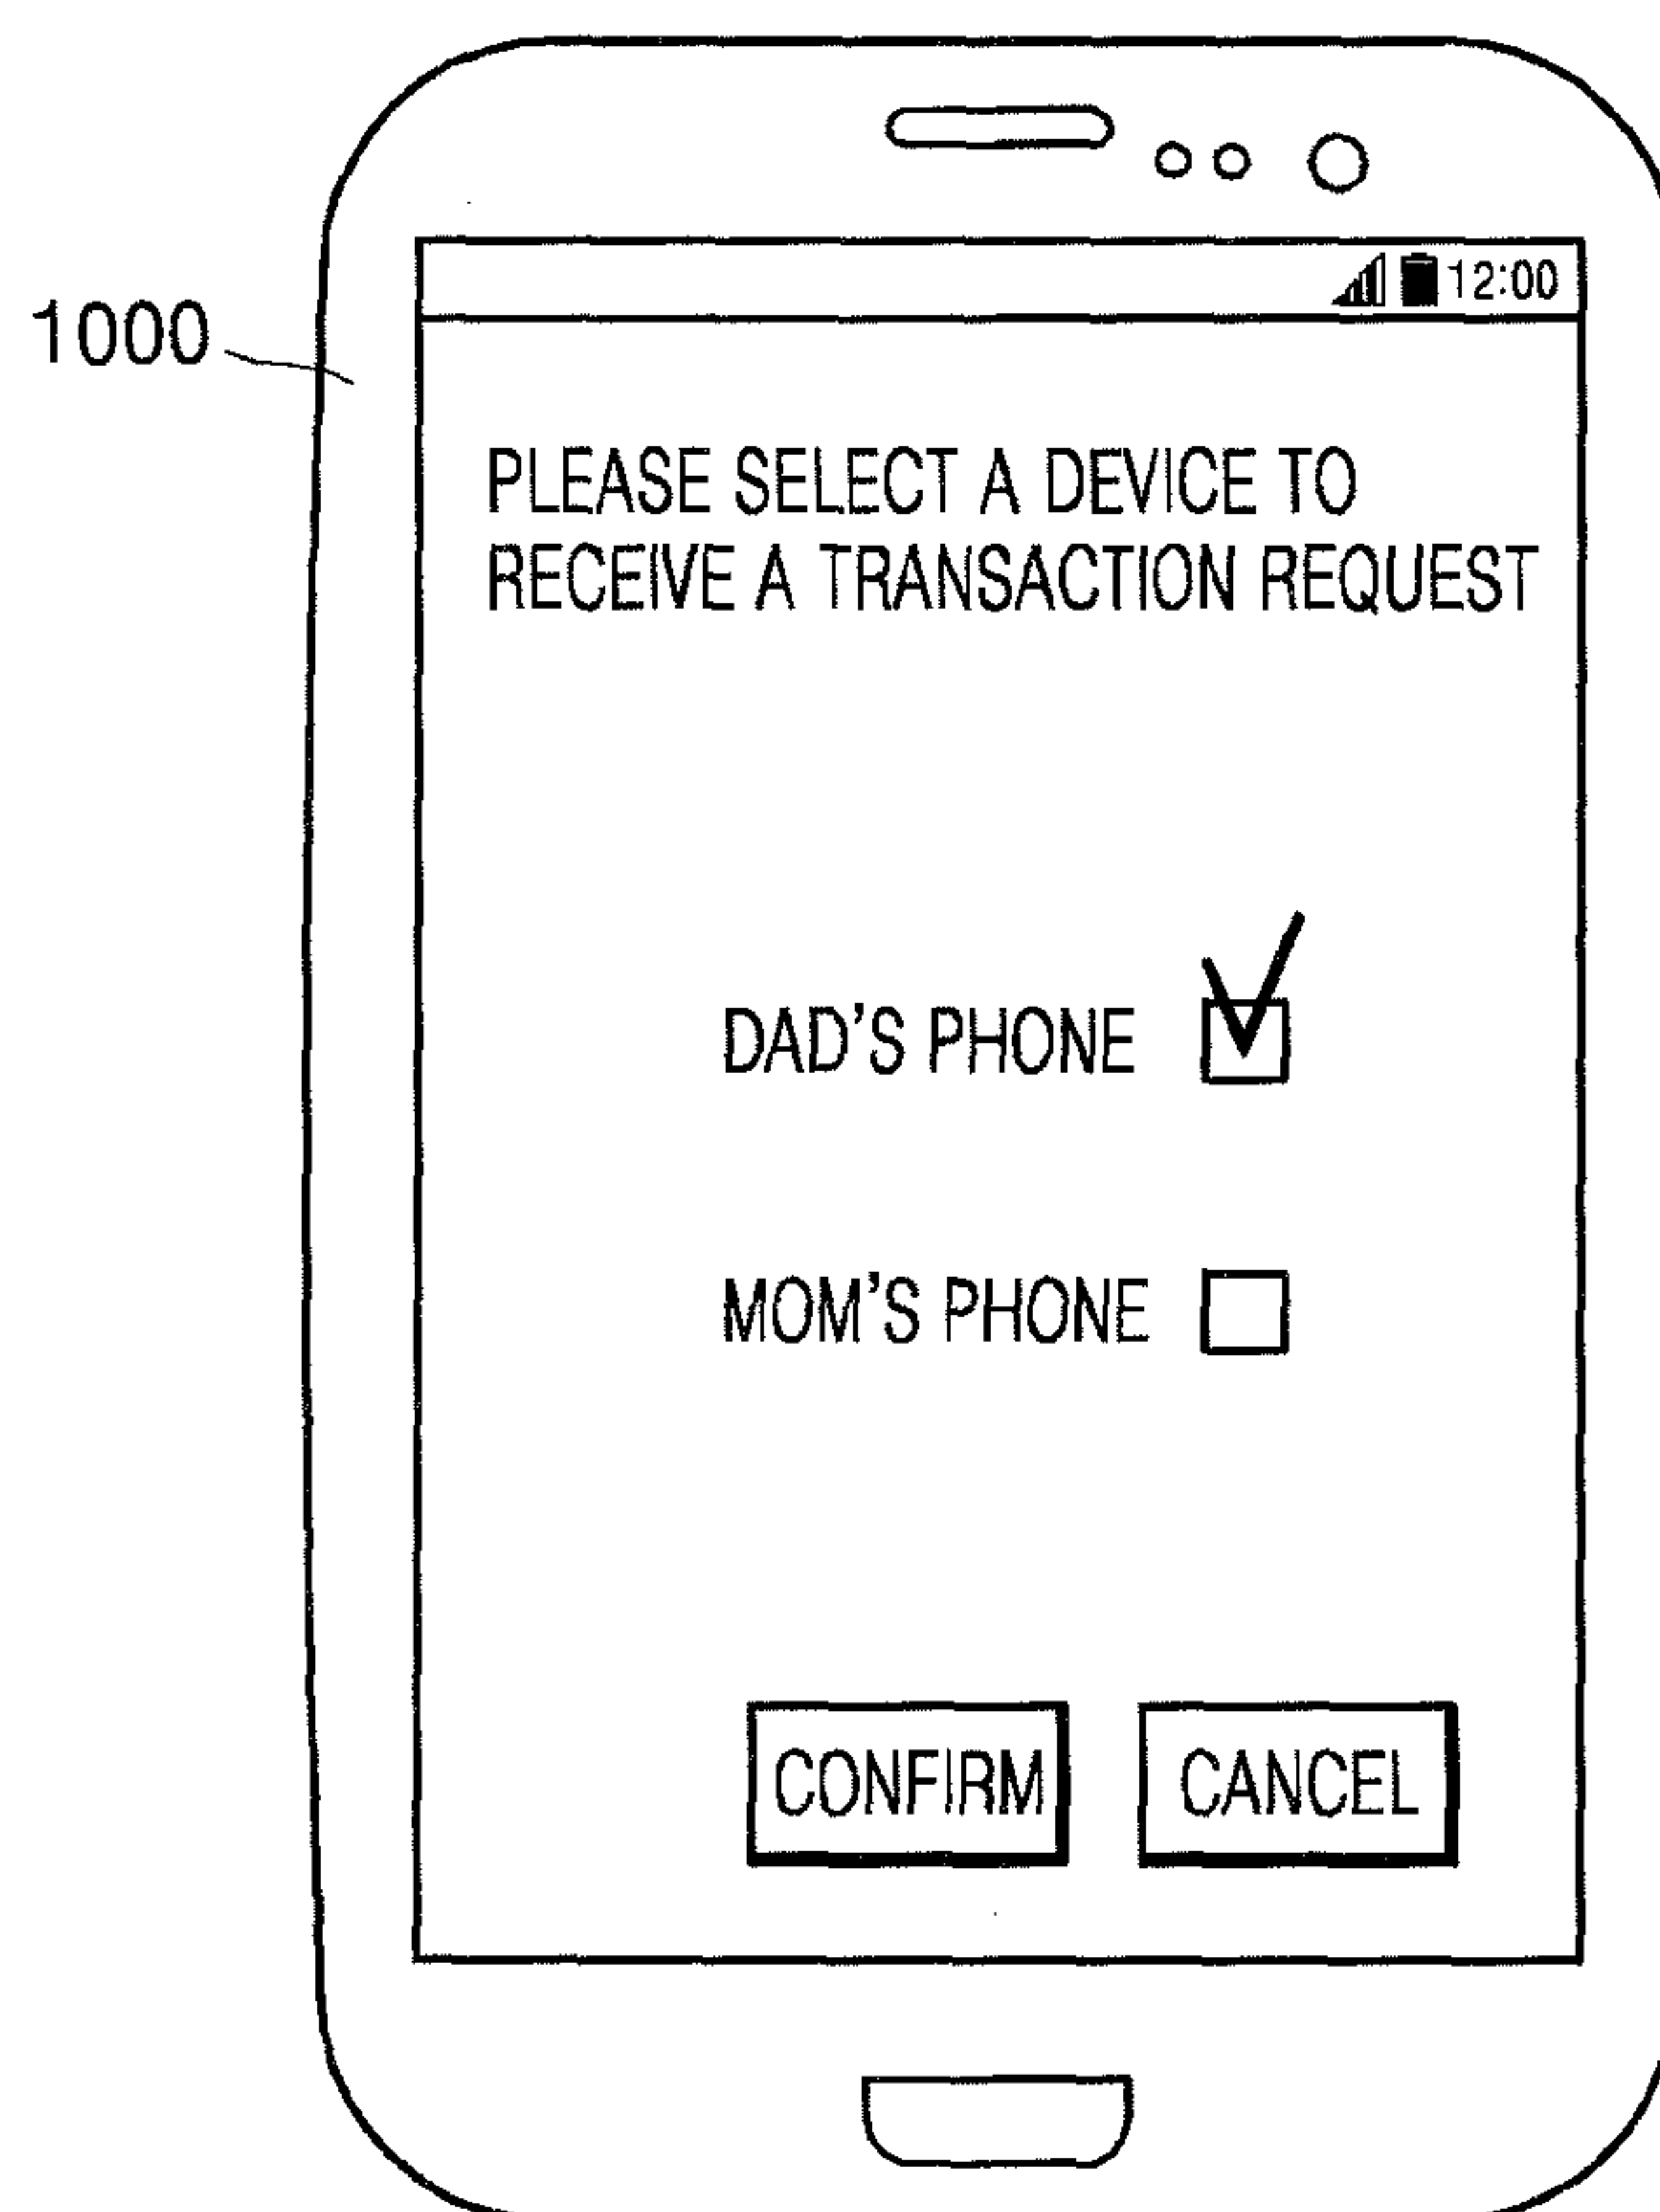 12:00
1000
PLEASE SELECT A DEVICE TO
RECEIVE A TRANSACTION REQUEST
DAD'S PHONE
MOM'S PHONE
CONFIRM CANCEL